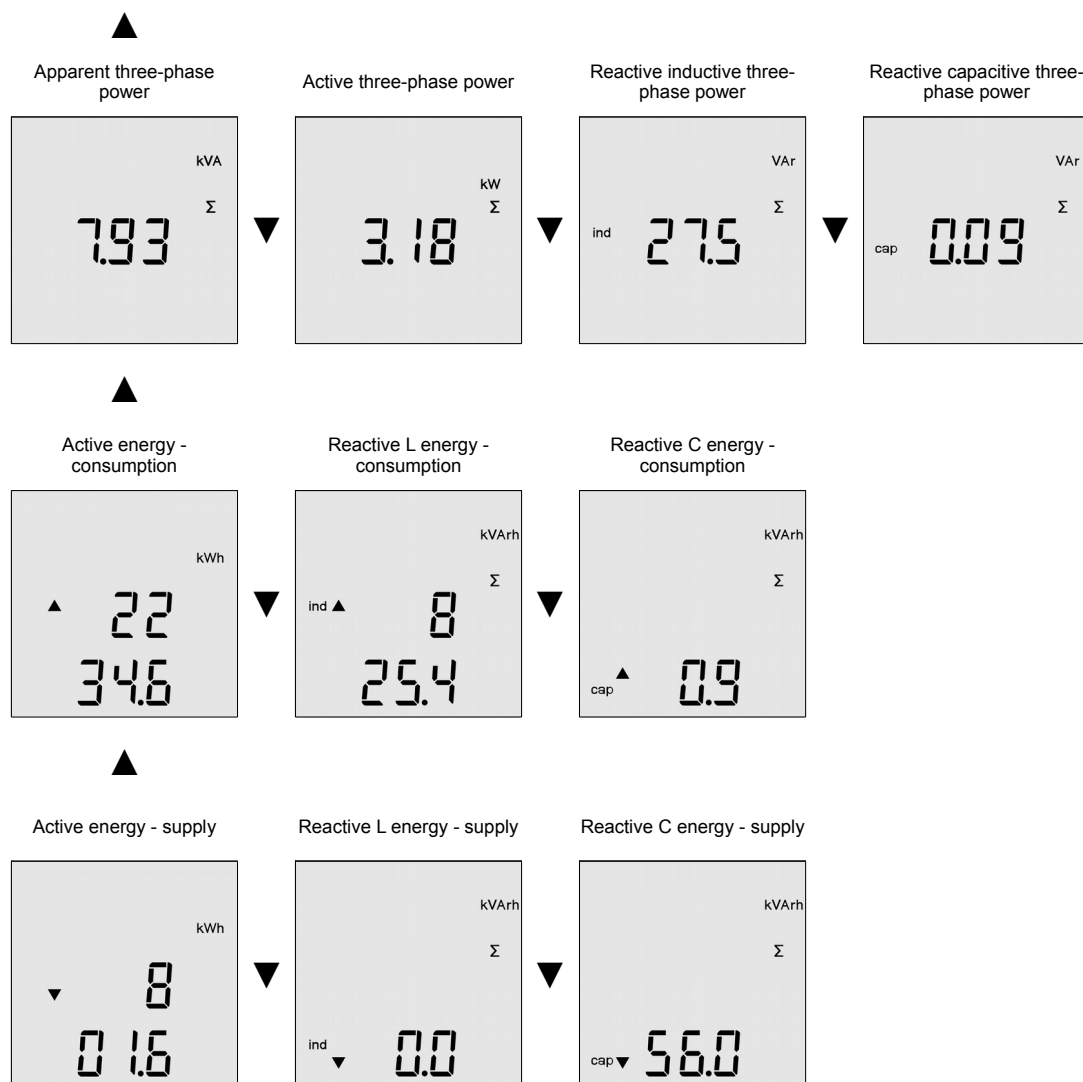 Apparent three-phase
power
Active three-phase power
Reactive inductive three-
phase power
Reactive capacitive three-
phase power
kVA
Σ
7.93
kW
Σ
3.18
VAr
Σ
ind 27.5
VAr
Σ
cap 0.09
Active energy -
consumption
Reactive L energy -
consumption
Reactive C energy -
consumption
kWh
▲ 22
34.6
kVArh
Σ
ind ▲ 8
25.4
kVArh
Σ
cap ▲ 0.9
Active energy - supply
Reactive L energy - supply
Reactive C energy - supply
kWh
▼ 8
01.6
kVArh
Σ
ind ▼ 0.0
kVArh
Σ
cap ▼ 56.0